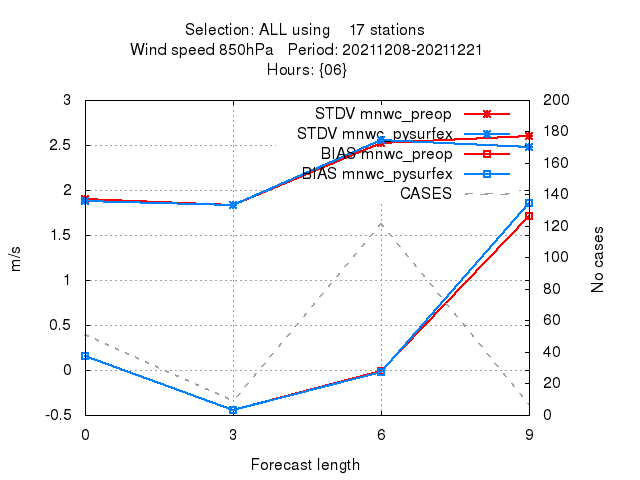 Selection: ALL using    17 stations
Wind speed 850hPa   Period: 20211208-20211221
Hours: {06}
STDV mnwc_preop
STDV mnwc_pysurfex
BIAS mnwc_preop
BIAS mnwc_pysurfex
CASES
3
2.5
2
1.5
1
0.5
0
-0.5
m/s
200
180
160
140
120
100
80
60
40
20
0
No cases
0 3 6 9
Forecast length